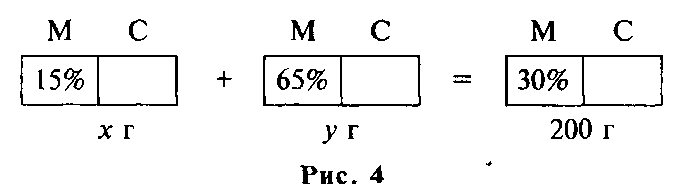 М С М С М С
15% + 65% = 30%
x г y г 200 г
Рис. 4